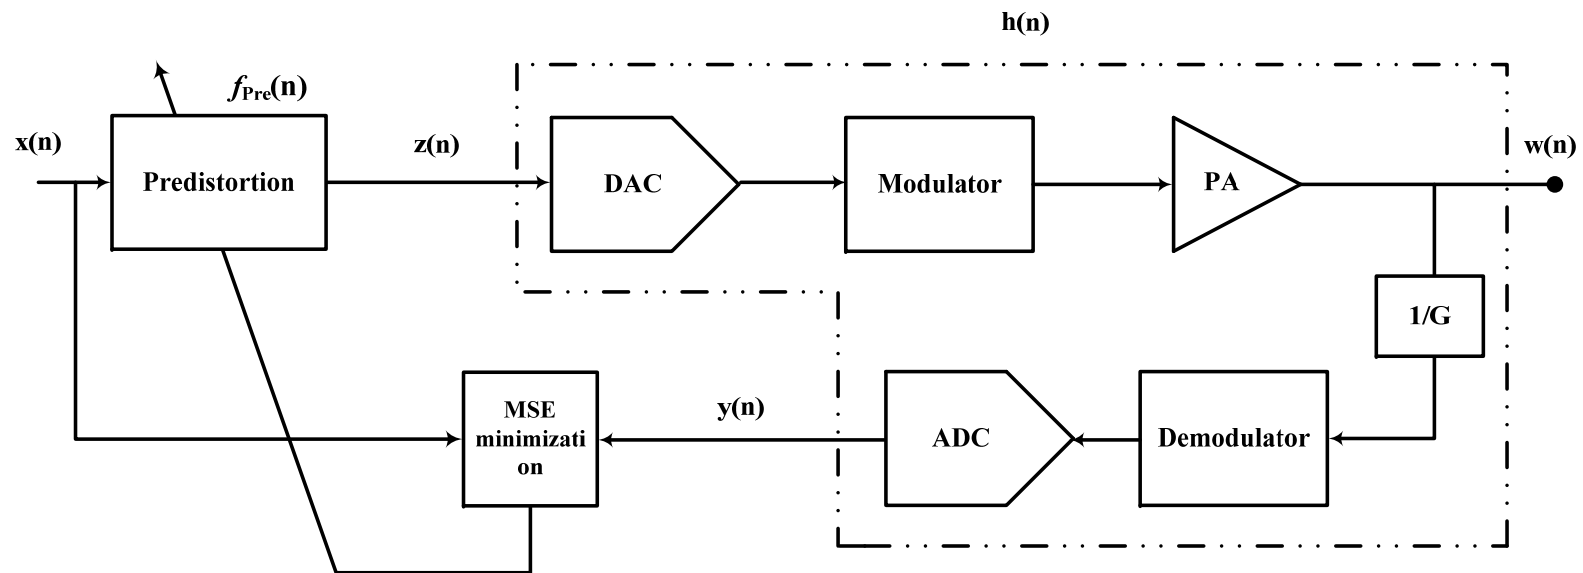 h(n)
fPre(n)
x(n)
z(n)
w(n)
Predistortion
DAC
Modulator
PA
1/G
MSE
minimizati
on
y(n)
ADC
Demodulator